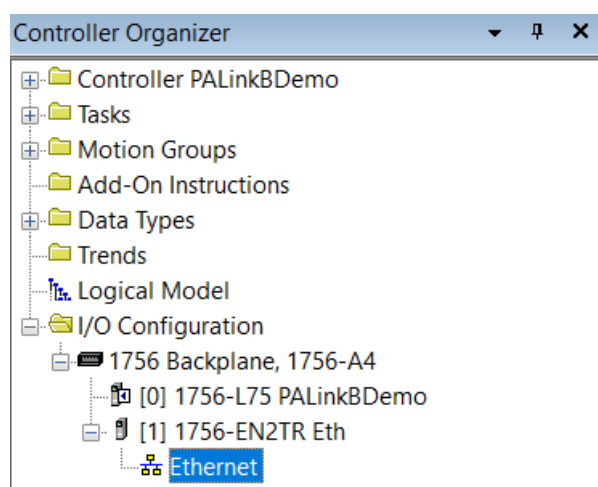 Controller Organizer
Controller PALinkBDemo
Tasks
Motion Groups
Add-On Instructions
Data Types
Trends
Logical Model
I/O Configuration
1756 Backplane, 1756-A4
[0] 1756-L75 PALinkBDemo
[1] 1756-EN2TR Eth
Ethernet